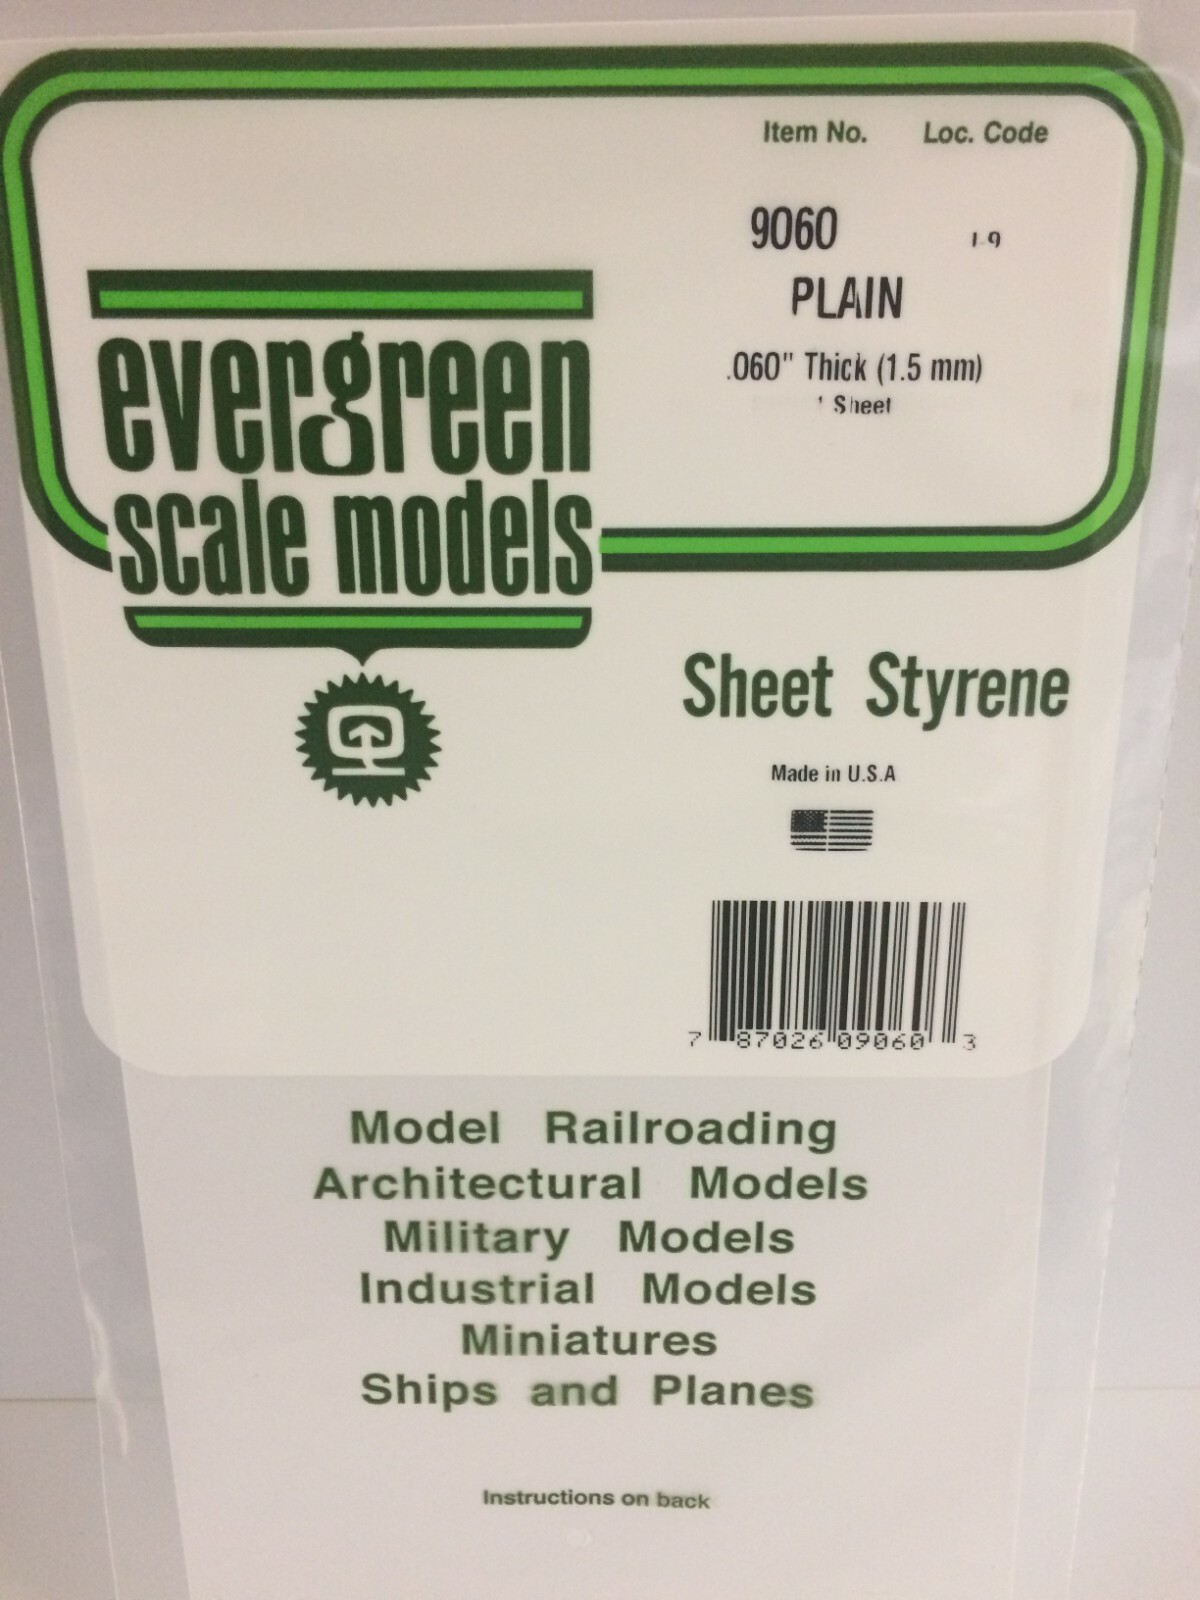 Item No. Loc. Code
9060
PLAIN
.060" Thick (1.5 mm)
1 Sheet
evergreen
scale models
Sheet Styrene
Made in U.S.A
7 87026 09060 3
Model Railroading
Architectural Models
Military Models
Industrial Models
Miniatures
Ships and Planes
Instructions on back